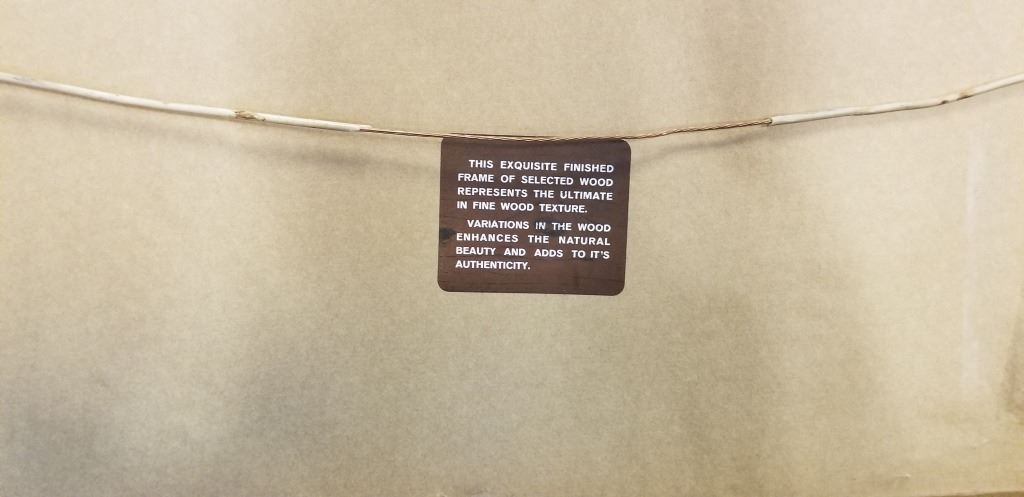 THIS EXQUISITE FINISHED
FRAME OF SELECTED WOOD
REPRESENTS THE ULTIMATE
IN FINE WOOD TEXTURE.
VARIATIONS IN THE WOOD
ENHANCES THE NATURAL
BEAUTY AND ADDS TO IT'S
AUTHENTICITY.